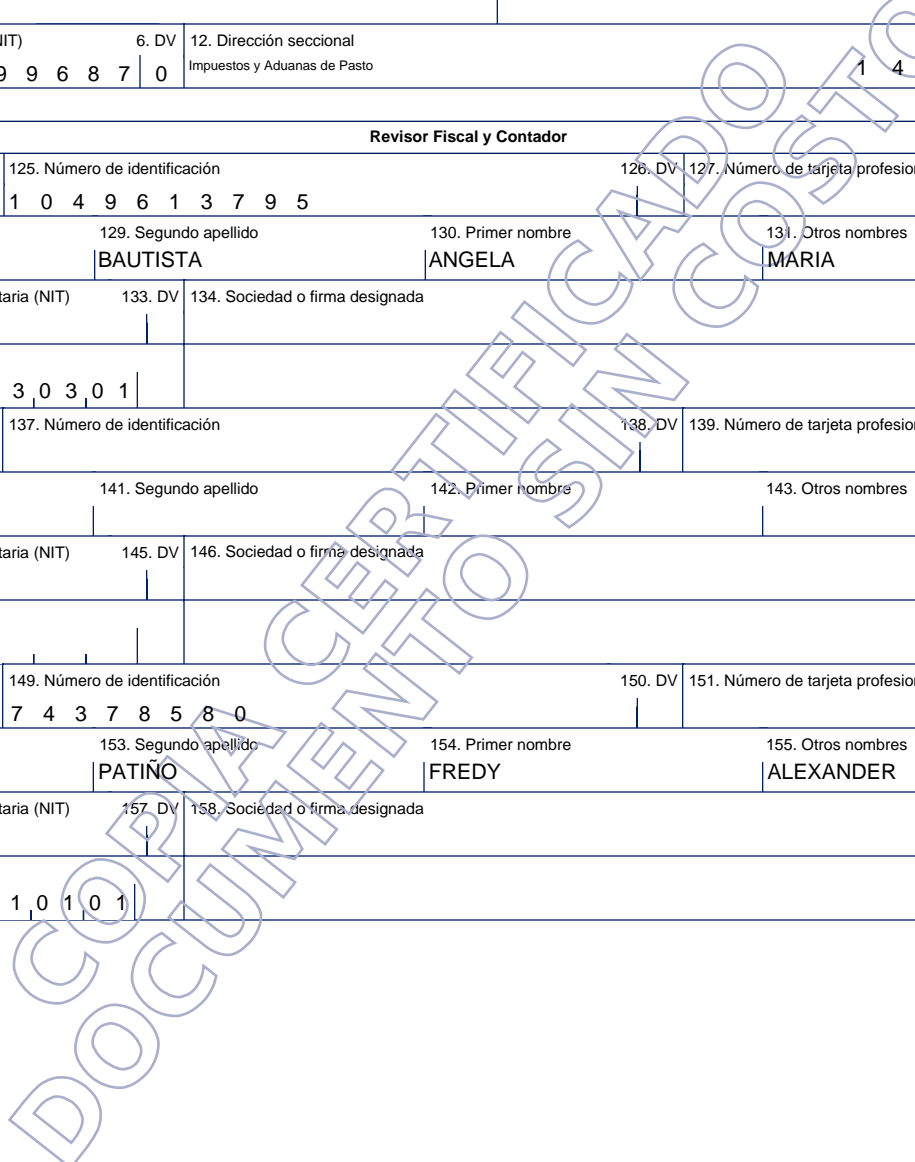 NIT) 6. DV 12. Dirección seccional
9 9 6 8 7 0 Impuestos y Aduanas de Pasto 1 4
Revisor Fiscal y Contador
125. Número de identificación 126. DV 127. Número de tarjeta profesion
1 0 4 9 6 1 3 7 9 5
129. Segundo apellido 130. Primer nombre 131. Otros nombres
BAUTISTA ANGELA MARIA
taria (NIT) 133. DV 134. Sociedad o firma designada
3 0 3 0 1
137. Número de identificación 138. DV 139. Número de tarjeta profesion
141. Segundo apellido 142. Primer nombre 143. Otros nombres
taria (NIT) 145. DV 146. Sociedad o firma designada
149. Número de identificación 150. DV 151. Número de tarjeta profesion
7 4 3 7 8 5 8 0
153. Segundo apellido 154. Primer nombre 155. Otros nombres
PATIÑO FREDY ALEXANDER
taria (NIT) 157. DV 158. Sociedad o firma designada
1 0 1 0 1
COPIA CERTIFICADO
DOCUMENTO SIN COSTO